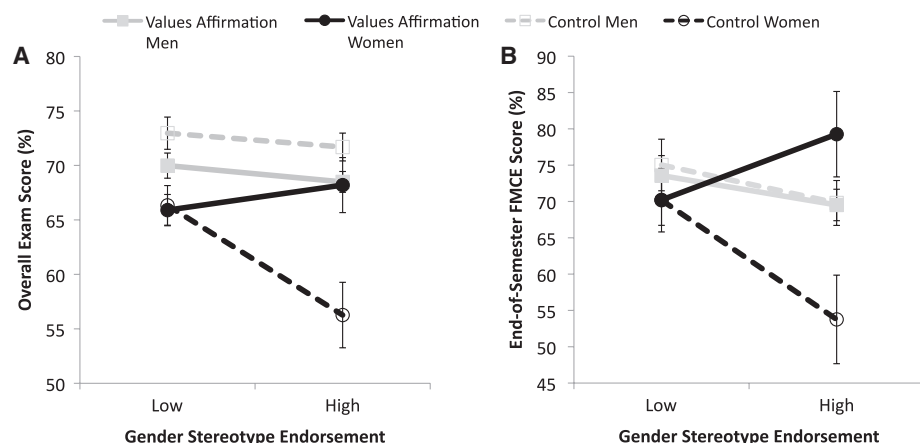 Values Affirmation Men
Values Affirmation Women
Control Men
Control Women
A
80
75
70
65
60
55
50
Overall Exam Score (%)
Low
High
Gender Stereotype Endorsement
B
90
85
80
75
70
65
60
55
50
45
End-of-Semester FMCE Score (%)
Low
High
Gender Stereotype Endorsement